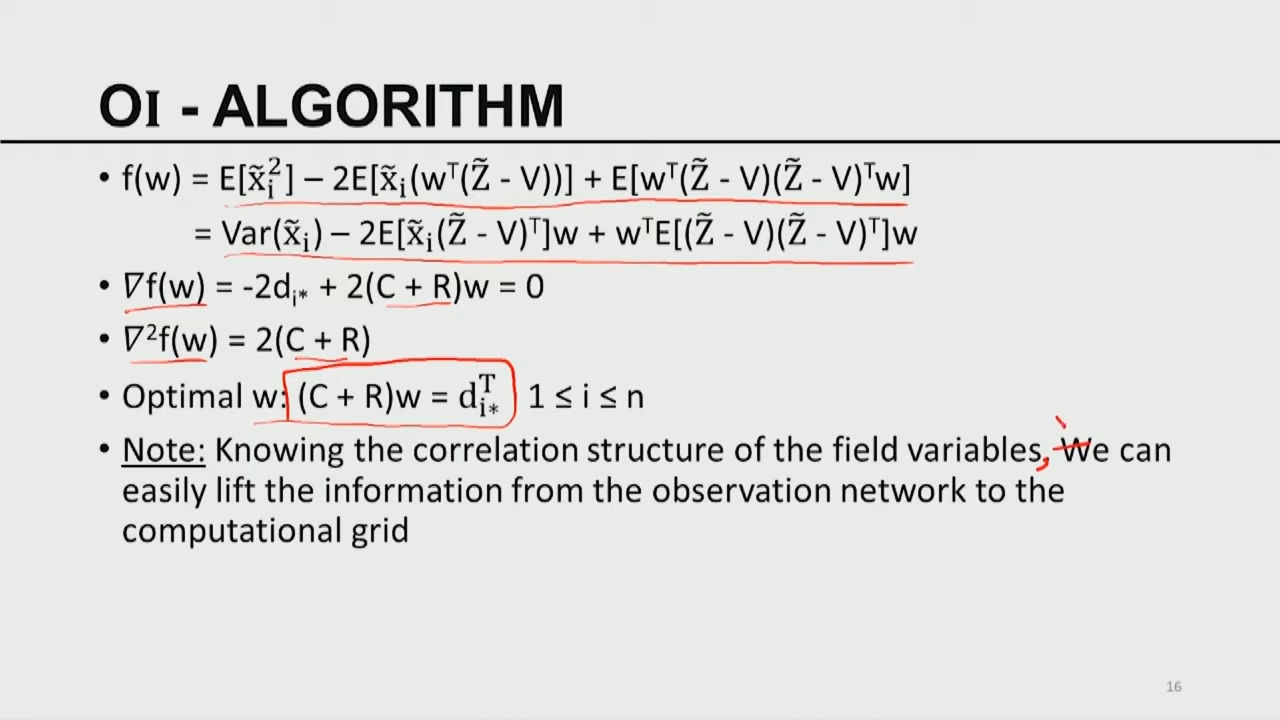 OI - ALGORITHM
• f(w) = E[x̃ᵢ²] – 2E[x̃ᵢ(wᵀ(Z̃ - V))] + E[wᵀ(Z̃ - V)(Z̃ - V)ᵀw]
= Var(x̃ᵢ) – 2E[x̃ᵢ(Z̃ - V)ᵀ]w + wᵀE[(Z̃ - V)(Z̃ - V)ᵀ]w
• ∇f(w) = -2dᵢ* + 2(C + R)w = 0
• ∇²f(w) = 2(C + R)
• Optimal w: (C + R)w = dᵢ*ᵀ 1 ≤ i ≤ n
• Note: Knowing the correlation structure of the field variables, We can
easily lift the information from the observation network to the
computational grid
16